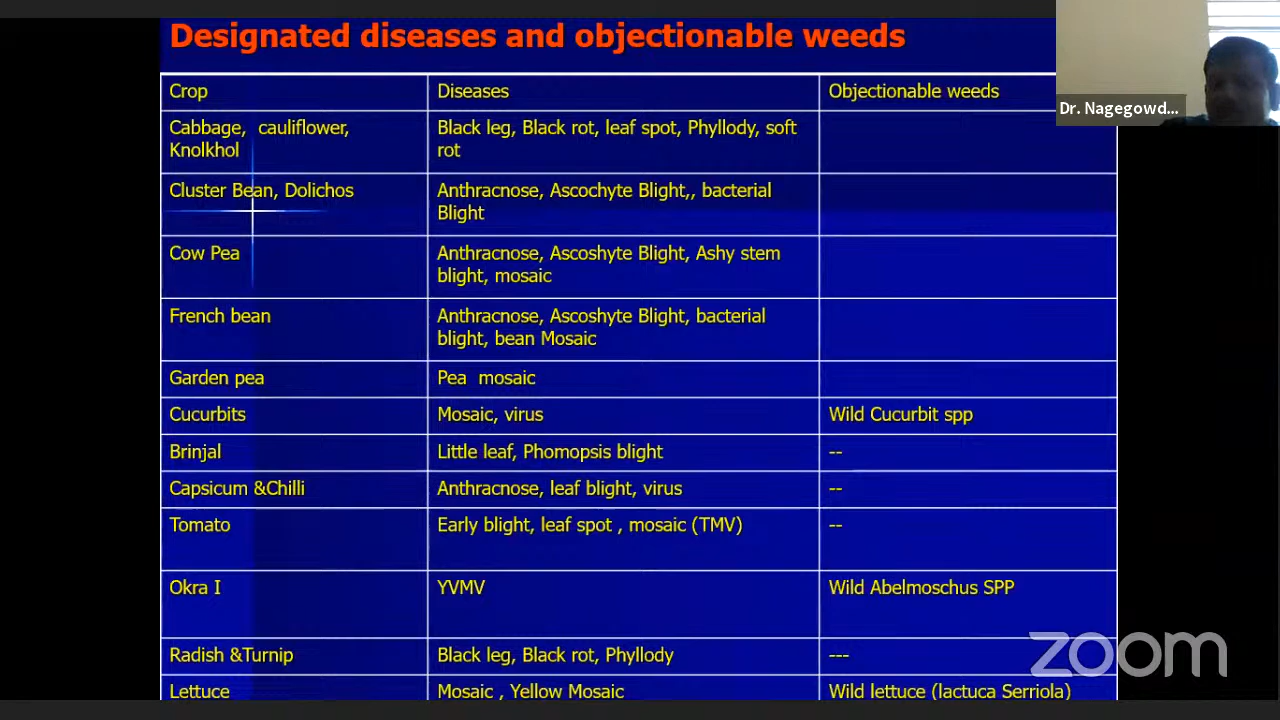 Designated diseases and objectionable weeds
Dr. Nagegowd...
Crop
Diseases
Objectionable weeds
Cabbage, cauliflower,
Knolkhol
Black leg, Black rot, leaf spot, Phyllody, soft
rot
Cluster Bean, Dolichos
Anthracnose, Ascochyte Blight,, bacterial
Blight
Cow Pea
Anthracnose, Ascoshyte Blight, Ashy stem
blight, mosaic
French bean
Anthracnose, Ascoshyte Blight, bacterial
blight, bean Mosaic
Garden pea
Pea mosaic
Cucurbits
Mosaic, virus
Wild Cucurbit spp
Brinjal
Little leaf, Phomopsis blight
--
Capsicum &Chilli
Anthracnose, leaf blight, virus
--
Tomato
Early blight, leaf spot , mosaic (TMV)
--
Okra I
YVMV
Wild Abelmoschus SPP
Radish &Turnip
Black leg, Black rot, Phyllody
---
Lettuce
Mosaic , Yellow Mosaic
Wild lettuce (lactuca Serriola)
zoom